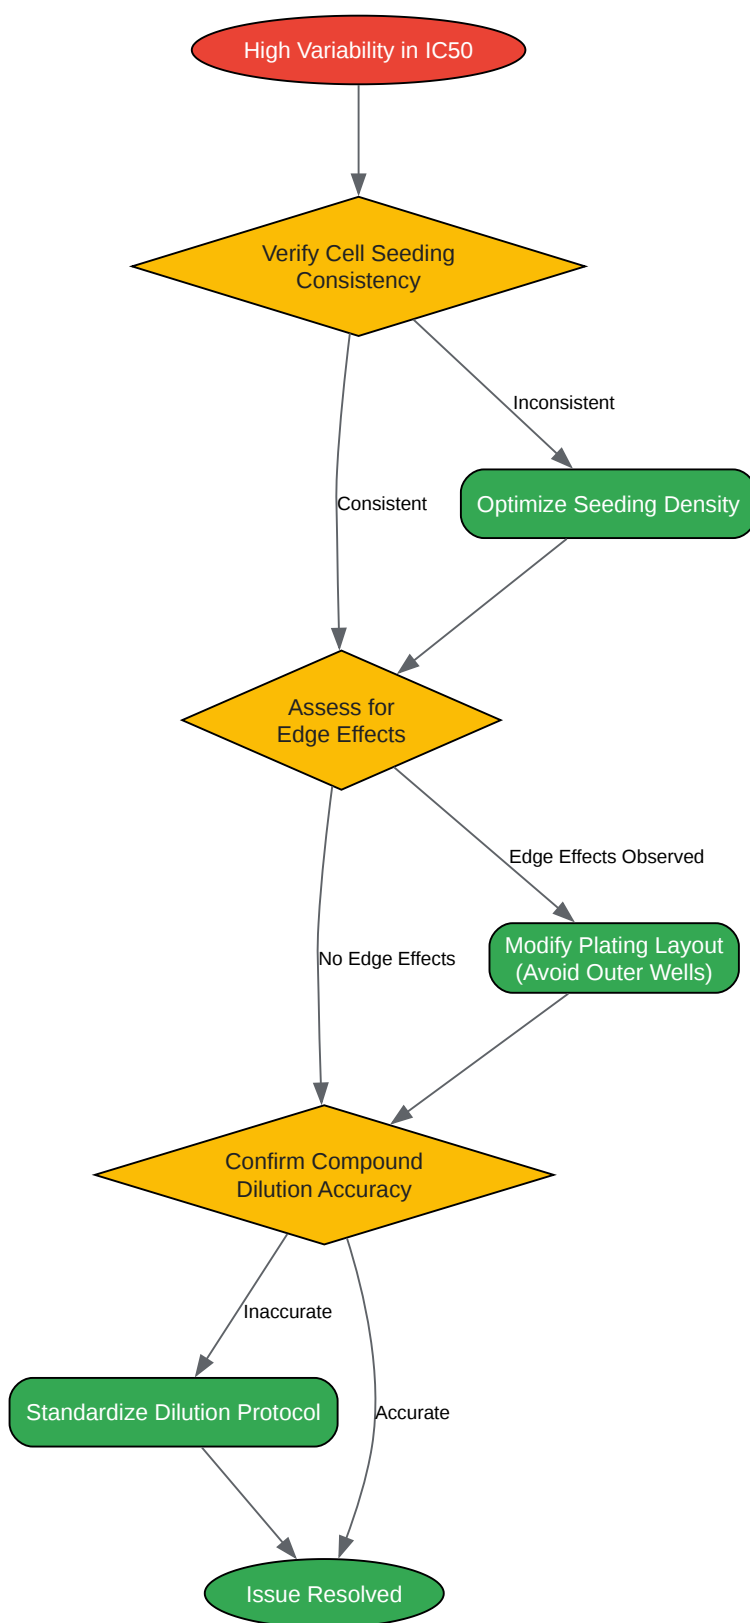 High Variability in IC50
Verify Cell Seeding
Consistency
Inconsistent
Optimize Seeding Density
Consistent
Assess for
Edge Effects
Edge Effects Observed
Modify Plating Layout
(Avoid Outer Wells)
No Edge Effects
Confirm Compound
Dilution Accuracy
Inaccurate
Standardize Dilution Protocol
Accurate
Issue Resolved